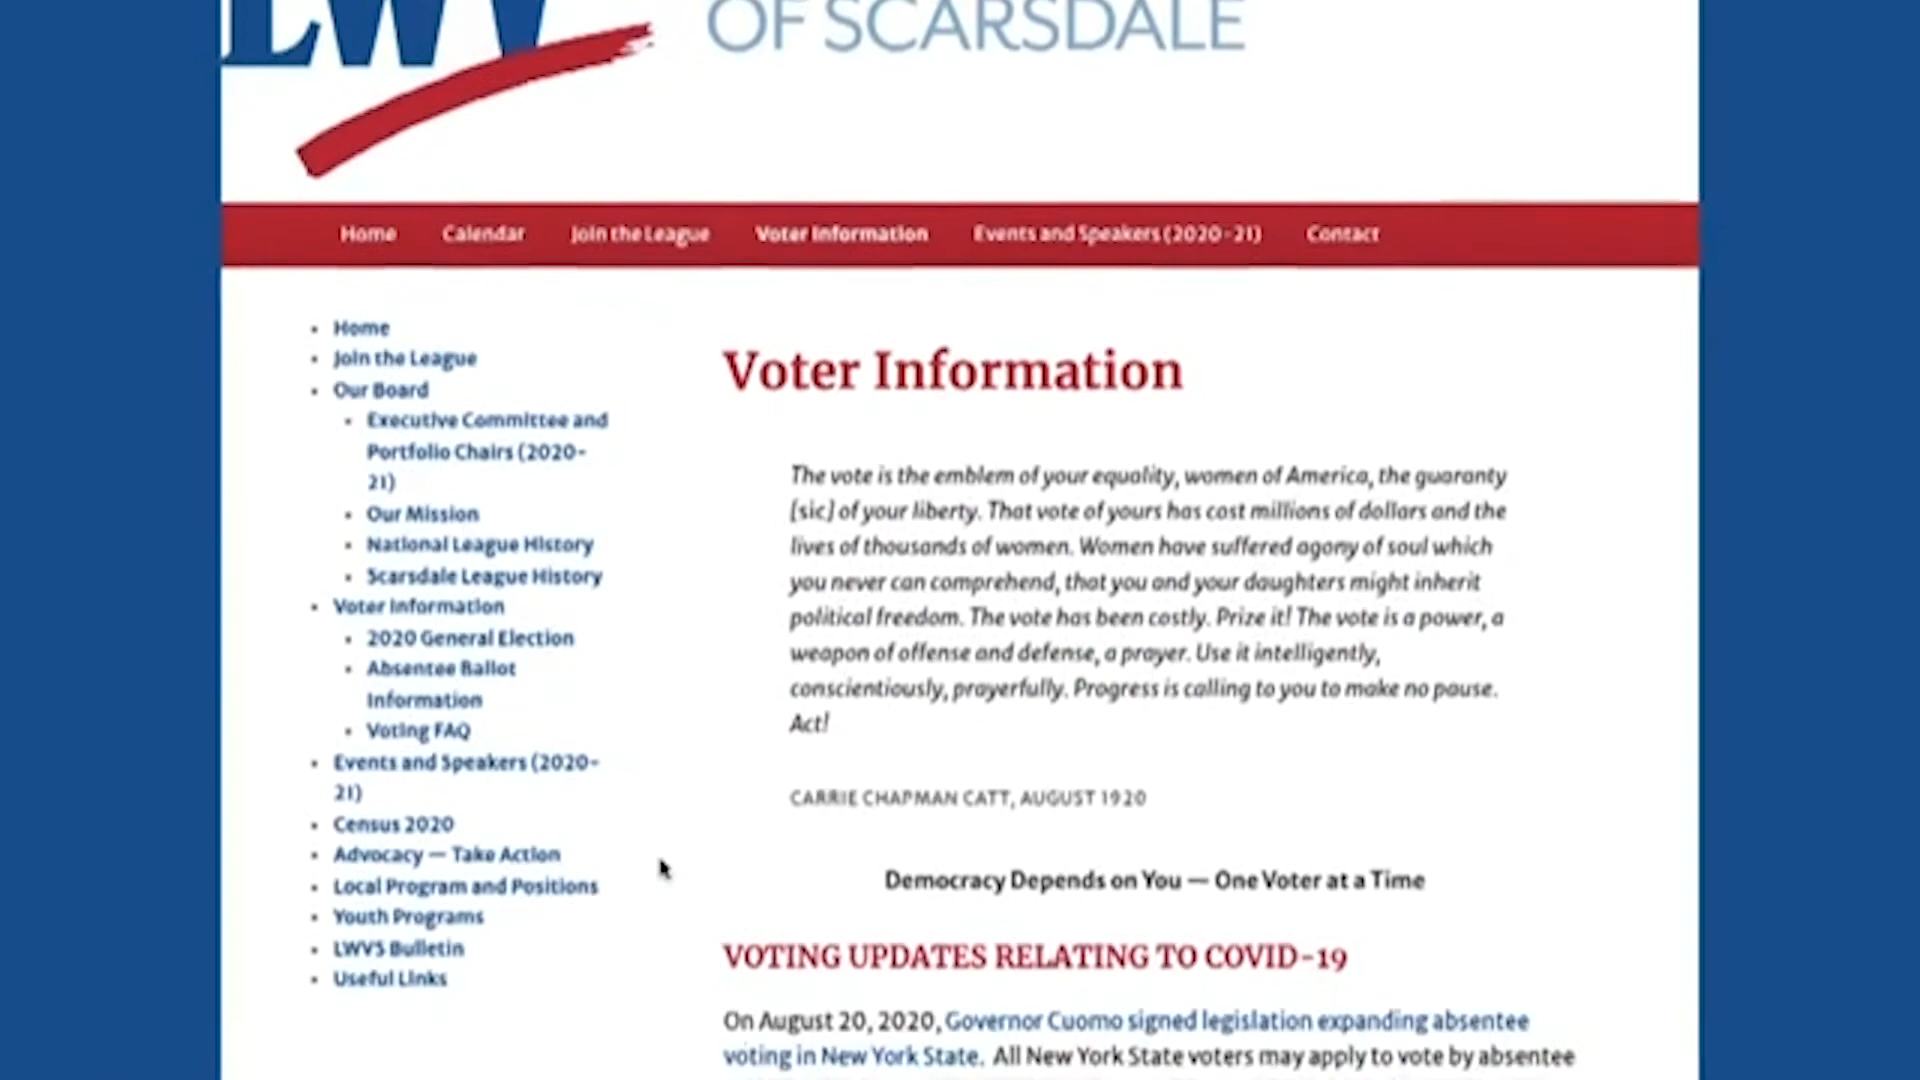 LWV
OF SCARSDALE
Home Calendar Join the League Voter Information Events and Speakers (2020-21) Contact
Home
Join the League
Our Board
Executive Committee and
Portfolio Chairs (2020-
21)
Our Mission
National League History
Scarsdale League History
Voter Information
2020 General Election
Absentee Ballot
Information
Voting FAQ
Events and Speakers (2020-
21)
Census 2020
Advocacy — Take Action
Local Program and Positions
Youth Programs
LWVS Bulletin
Useful Links
Voter Information
The vote is the emblem of your equality, women of America, the guaranty
[sic] of your liberty. That vote of yours has cost millions of dollars and the
lives of thousands of women. Women have suffered agony of soul which
you never can comprehend, that you and your daughters might inherit
political freedom. The vote has been costly. Prize it! The vote is a power, a
weapon of offense and defense, a prayer. Use it intelligently,
conscientiously, prayerfully. Progress is calling to you to make no pause.
Act!
CARRIE CHAPMAN CATT, AUGUST 1920
Democracy Depends on You — One Voter at a Time
VOTING UPDATES RELATING TO COVID-19
On August 20, 2020, Governor Cuomo signed legislation expanding absentee
voting in New York State. All New York State voters may apply to vote by absentee